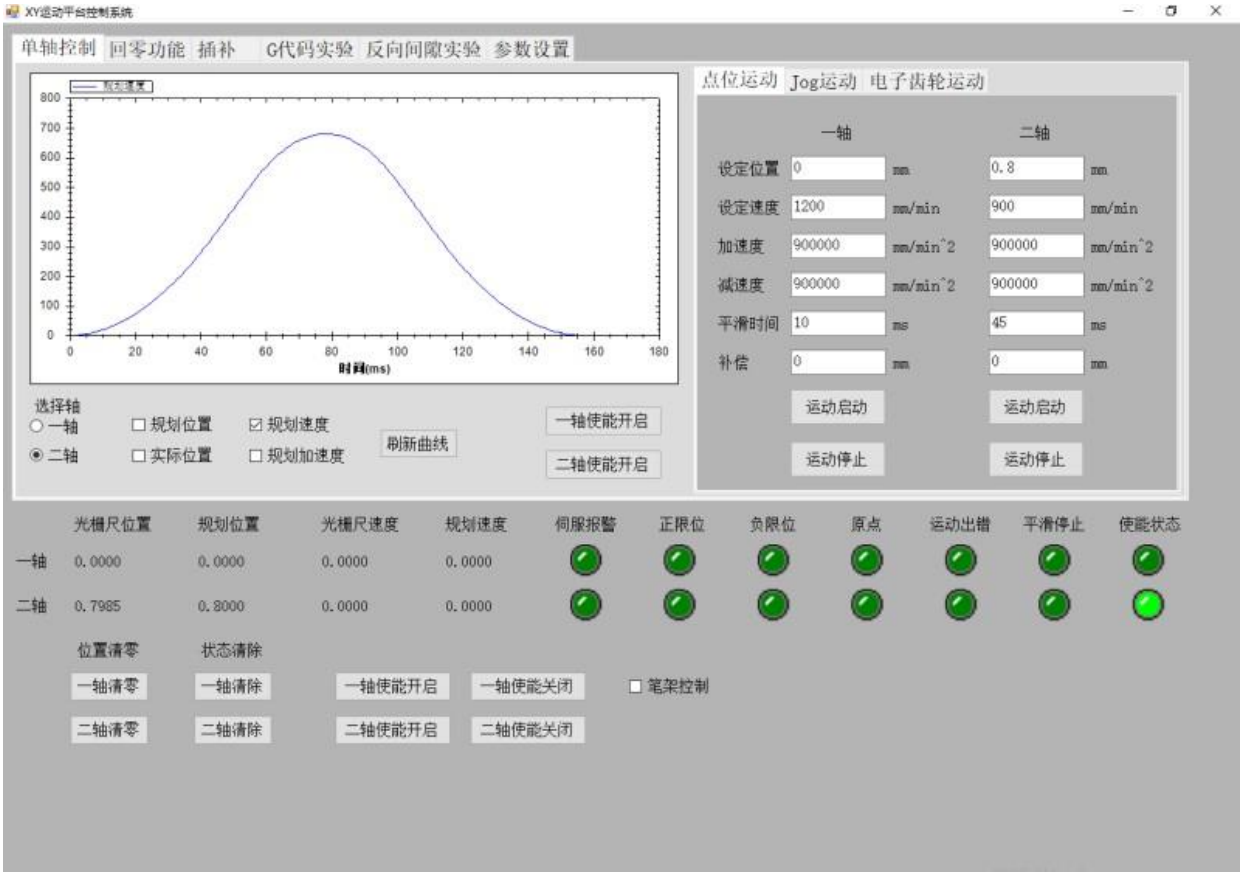 XY运动平台控制系统
单轴控制 回零功能 插补 G代码实验 反向间隙实验 参数设置
规划速度
800
700
600
500
400
300
200
100
0
0 20 40 60 80 100 120 140 160 180
时间(ms)
选择轴
一轴 规划位置 规划速度
二轴 实际位置 规划加速度
刷新曲线
一轴使能开启
二轴使能开启
点位运动 Jog运动 电子齿轮运动
一轴 二轴
设定位置 0 mm 0.8 mm
设定速度 1200 mm/min 900 mm/min
加速度 900000 mm/min^2 900000 mm/min^2
减速度 900000 mm/min^2 900000 mm/min^2
平滑时间 10 ms 45 ms
补偿 0 mm 0 mm
运动启动 运动启动
运动停止 运动停止
光栅尺位置 规划位置 光栅尺速度 规划速度 伺服报警 正限位 负限位 原点 运动出错 平滑停止 使能状态
一轴 0.0000 0.0000 0.0000 0.0000
二轴 0.7985 0.8000 0.0000 0.0000
位置清零 状态清除
一轴清零 一轴清除 一轴使能开启 一轴使能关闭 笔架控制
二轴清零 二轴清除 二轴使能开启 二轴使能关闭